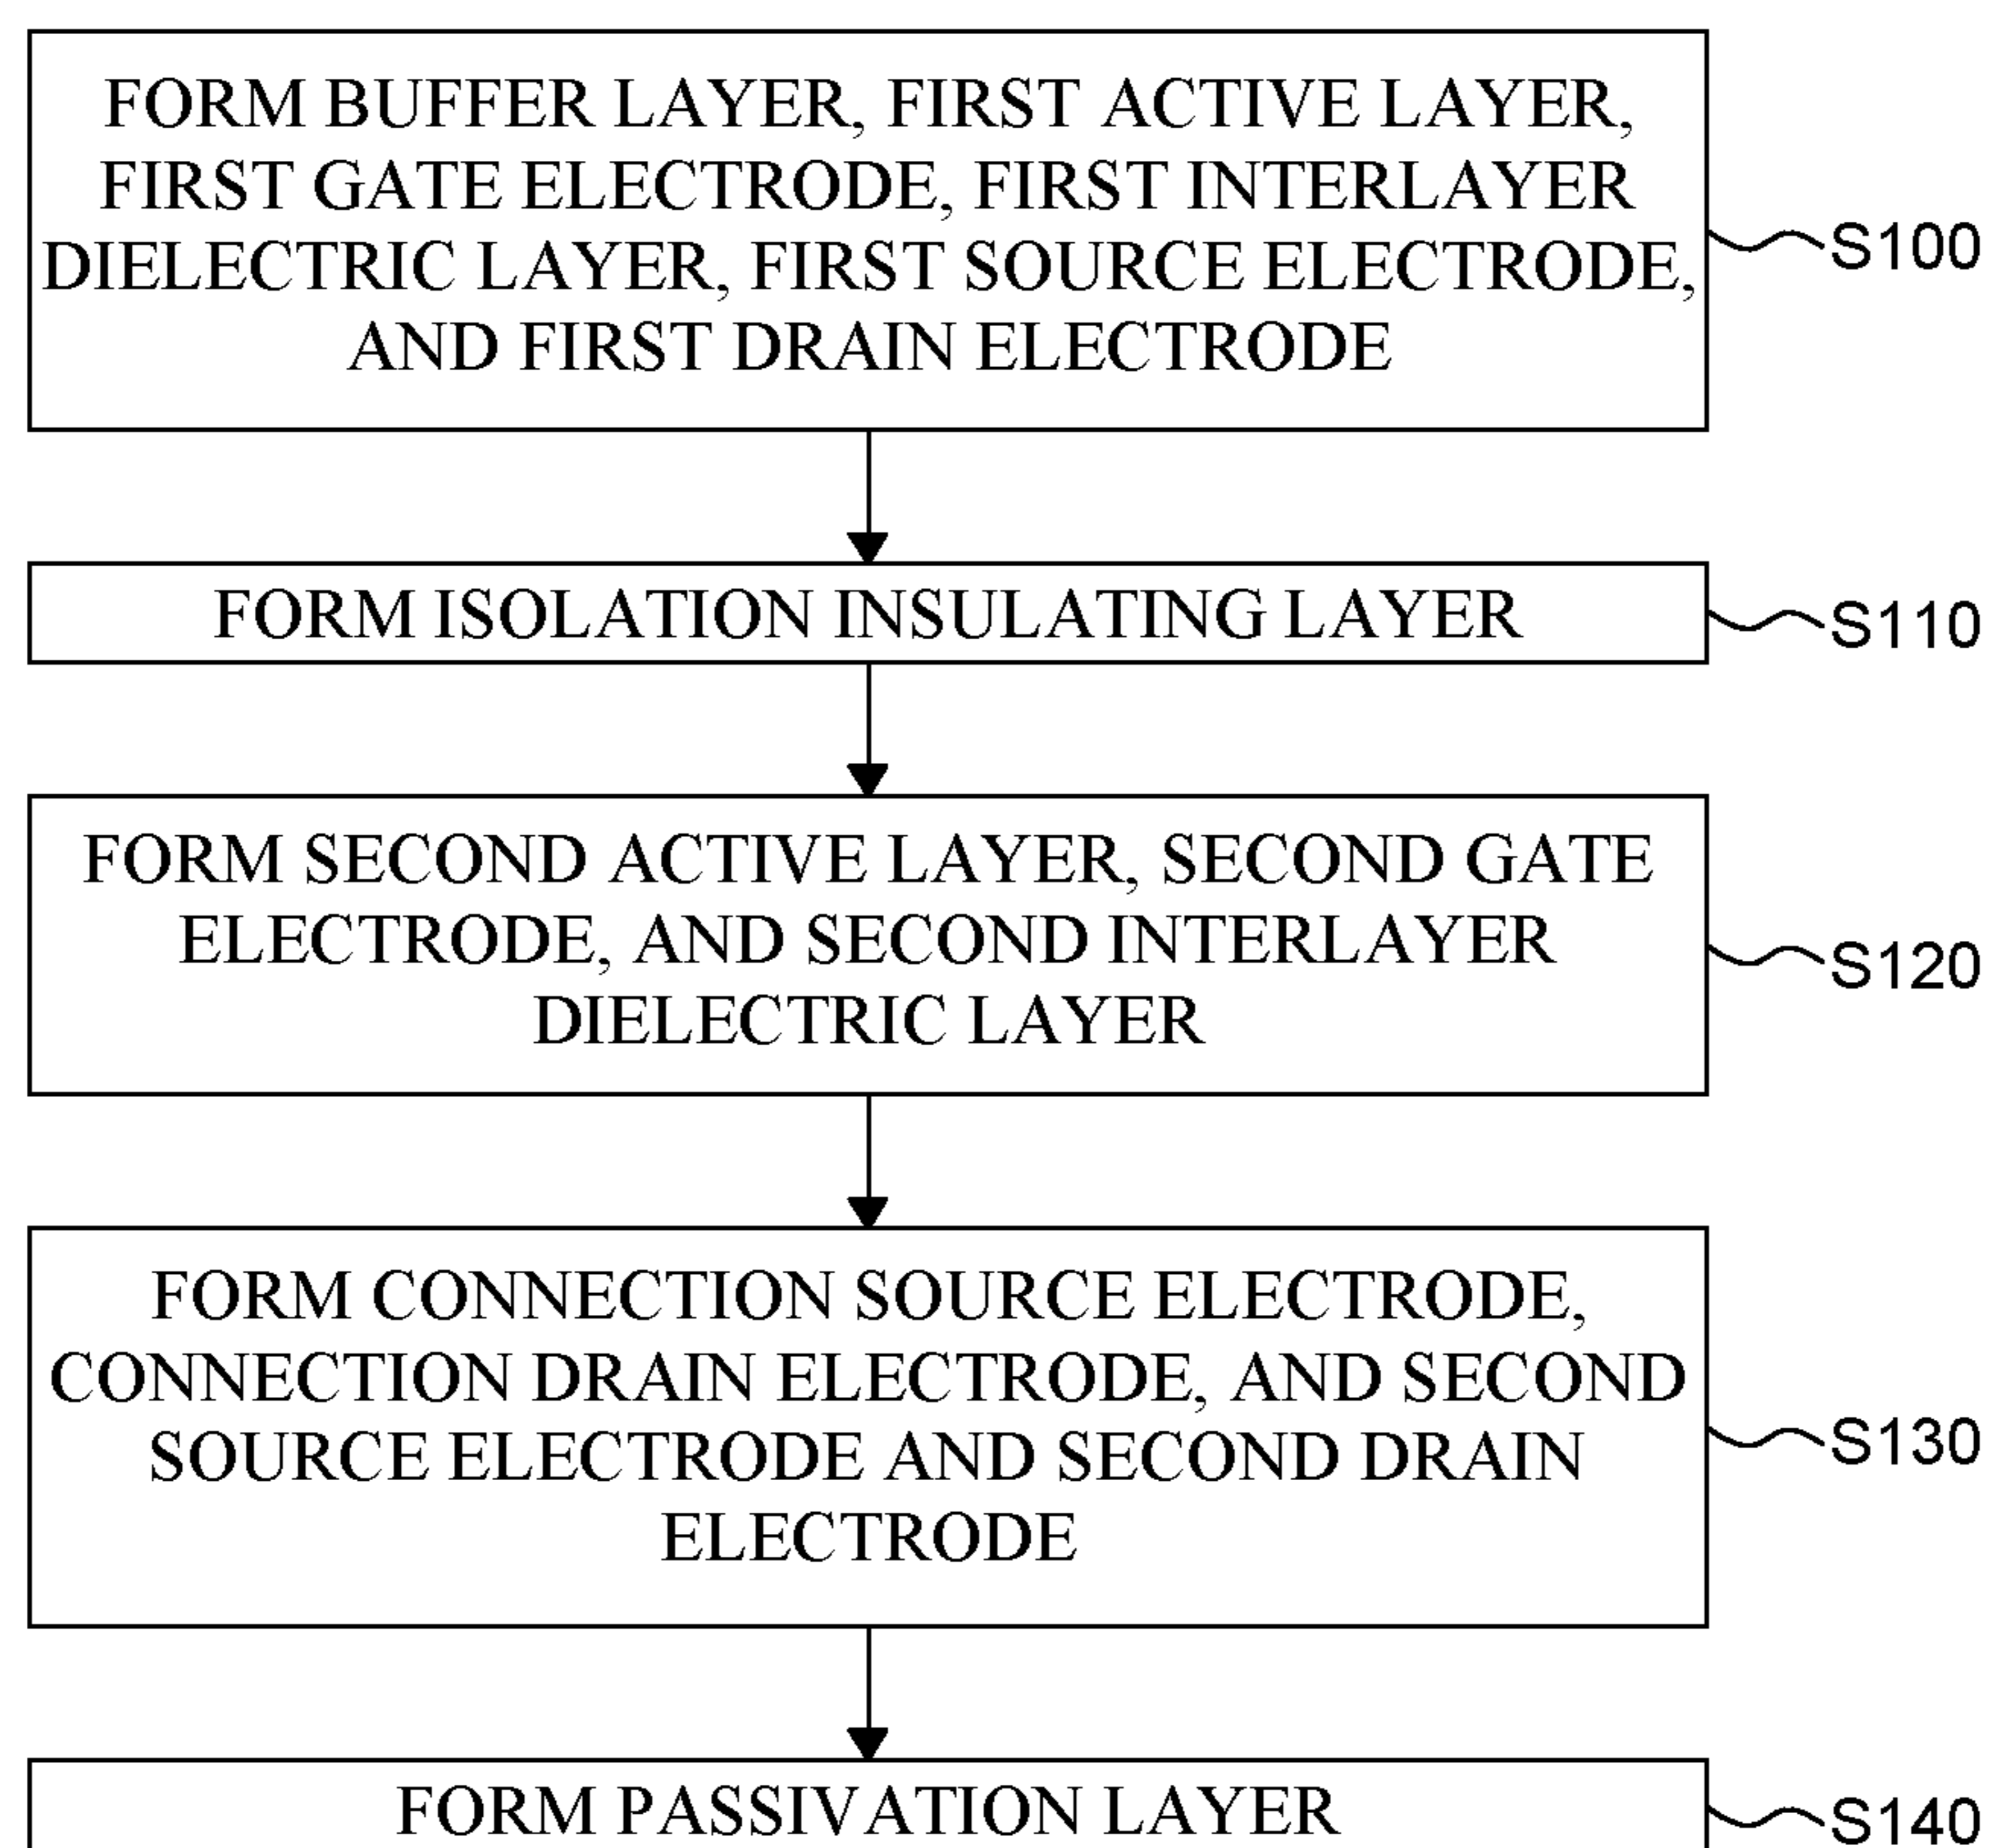 FORM BUFFER LAYER, FIRST ACTIVE LAYER,
FIRST GATE ELECTRODE, FIRST INTERLAYER
DIELECTRIC LAYER, FIRST SOURCE ELECTRODE,
AND FIRST DRAIN ELECTRODE
S100
FORM ISOLATION INSULATING LAYER
S110
FORM SECOND ACTIVE LAYER, SECOND GATE
ELECTRODE, AND SECOND INTERLAYER
DIELECTRIC LAYER
S120
FORM CONNECTION SOURCE ELECTRODE,
CONNECTION DRAIN ELECTRODE, AND SECOND
SOURCE ELECTRODE AND SECOND DRAIN
ELECTRODE
S130
FORM PASSIVATION LAYER
S140